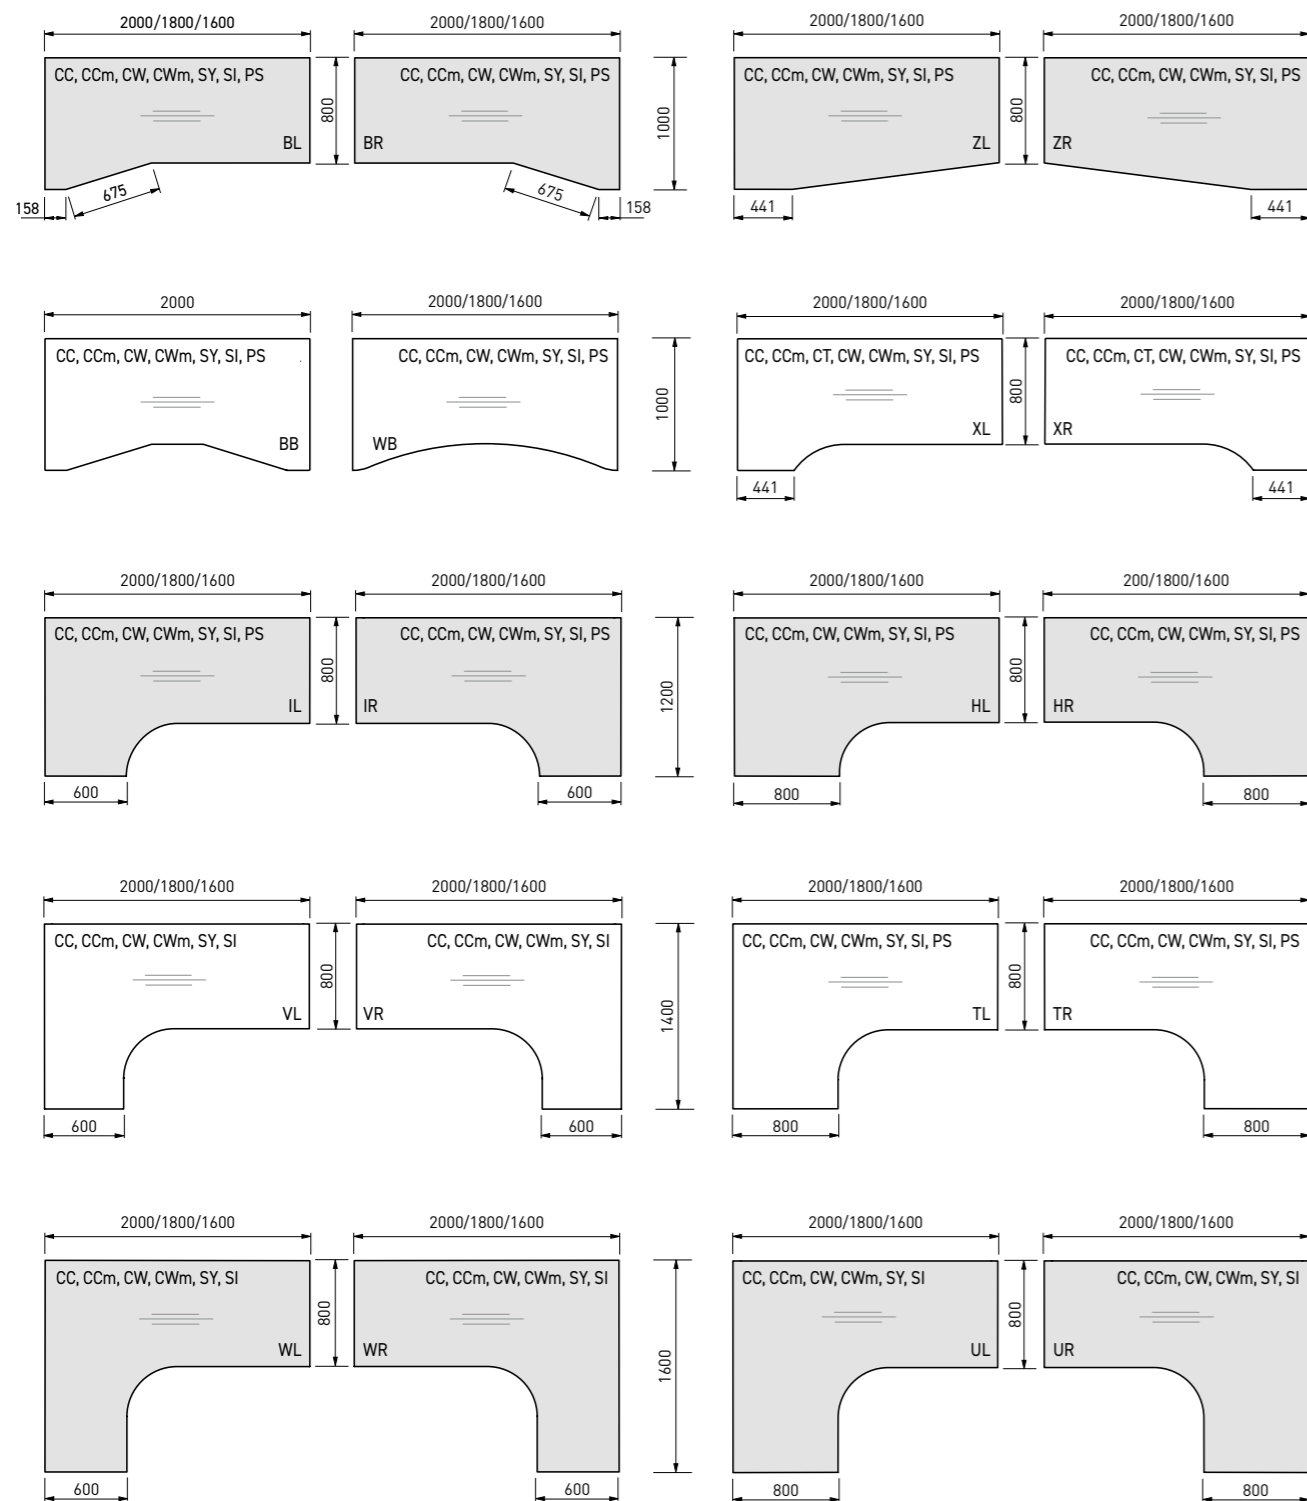 2000/1800/1600
2000/1800/1600
2000/1800/1600
2000/1800/1600
CC, CCm, CW, CWm, SY, SI, PS
CC, CCm, CW, CWm, SY, SI, PS
CC, CCm, CW, CWm, SY, SI, PS
CC, CCm, CW, CWm, SY, SI, PS
800
1000
800
BL
BR
ZL
ZR
675
675
158
158
441
441
2000
2000/1800/1600
2000/1800/1600
2000/1800/1600
CC, CCm, CW, CWm, SY, SI, PS
CC, CCm, CW, CWm, SY, SI, PS
CC, CCm, CT, CW, CWm, SY, SI, PS
CC, CCm, CT, CW, CWm, SY, SI, PS
1000
800
BB
WB
XL
XR
441
441
2000/1800/1600
2000/1800/1600
2000/1800/1600
200/1800/1600
CC, CCm, CW, CWm, SY, SI, PS
CC, CCm, CW, CWm, SY, SI, PS
CC, CCm, CW, CWm, SY, SI, PS
CC, CCm, CW, CWm, SY, SI, PS
800
1200
800
IL
IR
HL
HR
600
600
800
800
2000/1800/1600
2000/1800/1600
2000/1800/1600
2000/1800/1600
CC, CCm, CW, CWm, SY, SI
CC, CCm, CW, CWm, SY, SI
CC, CCm, CW, CWm, SY, SI, PS
CC, CCm, CW, CWm, SY, SI, PS
800
1400
800
VL
VR
TL
TR
600
600
800
800
2000/1800/1600
2000/1800/1600
2000/1800/1600
2000/1800/1600
CC, CCm, CW, CWm, SY, SI
CC, CCm, CW, CWm, SY, SI
CC, CCm, CW, CWm, SY, SI
CC, CCm, CW, CWm, SY, SI
800
1600
800
WL
WR
UL
UR
600
600
800
800